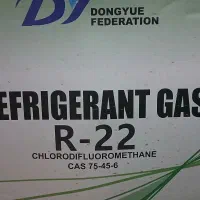 DY
DONGYUE
FEDERATION
EFRIGERANT GAS
R-22
CHLORODIFLUOROMETHANE
CAS 75-45-6